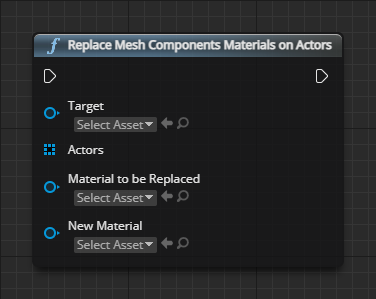 f Replace Mesh Components Materials on Actors
Target
Select Asset
Actors
Material to be Replaced
Select Asset
New Material
Select Asset